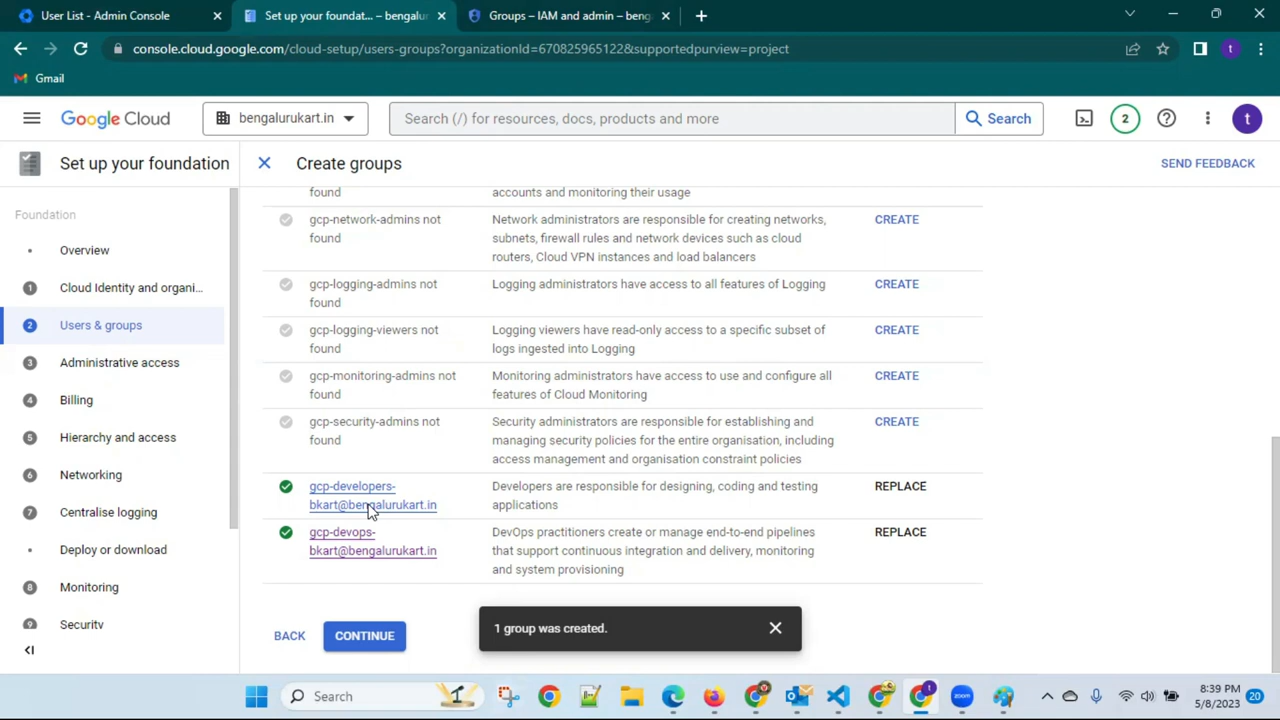 User List - Admin Console
Set up your foundat... – bengalur
Groups – IAM and admin – beng
console.cloud.google.com/cloud-setup/users-groups?organizationId=670825965122&supportedpurview=project
t
Gmail
Google Cloud
bengalurukart.in
Search (/) for resources, docs, products and more
Search
2
t
Set up your foundation
Create groups
SEND FEEDBACK
Foundation
Overview
1 Cloud Identity and organi...
2 Users & groups
3 Administrative access
4 Billing
5 Hierarchy and access
6 Networking
7 Centralise logging
Deploy or download
8 Monitoring
9 Security
found
accounts and monitoring their usage
gcp-network-admins not
found
Network administrators are responsible for creating networks,
subnets, firewall rules and network devices such as cloud
routers, Cloud VPN instances and load balancers
CREATE
gcp-logging-admins not
found
Logging administrators have access to all features of Logging
CREATE
gcp-logging-viewers not
found
Logging viewers have read-only access to a specific subset of
logs ingested into Logging
CREATE
gcp-monitoring-admins not
found
Monitoring administrators have access to use and configure all
features of Cloud Monitoring
CREATE
gcp-security-admins not
found
Security administrators are responsible for establishing and
managing security policies for the entire organisation, including
access management and organisation constraint policies
CREATE
gcp-developers-
bkart@bengalurukart.in
Developers are responsible for designing, coding and testing
applications
REPLACE
gcp-devops-
bkart@bengalurukart.in
DevOps practitioners create or manage end-to-end pipelines
that support continuous integration and delivery, monitoring
and system provisioning
REPLACE
BACK
CONTINUE
1 group was created.
Search
zoom
t
8:39 PM
5/8/2023
20